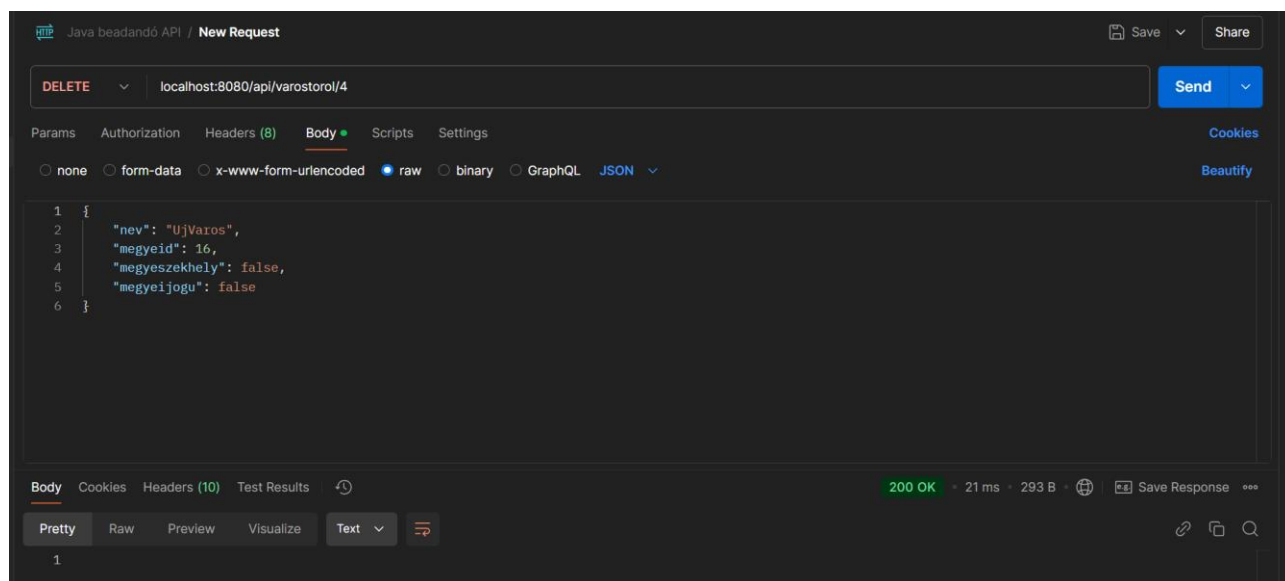 HTTP Java beadandó API / New Request Save Share
DELETE localhost:8080/api/varostorol/4 Send
Params Authorization Headers (8) Body Scripts Settings Cookies
none form-data x-www-form-urlencoded raw binary GraphQL JSON Beautify
1 {
2 "nev": "UjVaros",
3 "megyeid": 16,
4 "megyeszekhely": false,
5 "megyeijogu": false
6 }
Body Cookies Headers (10) Test Results 200 OK 21 ms 293 B e.g. Save Response
Pretty Raw Preview Visualize Text
1